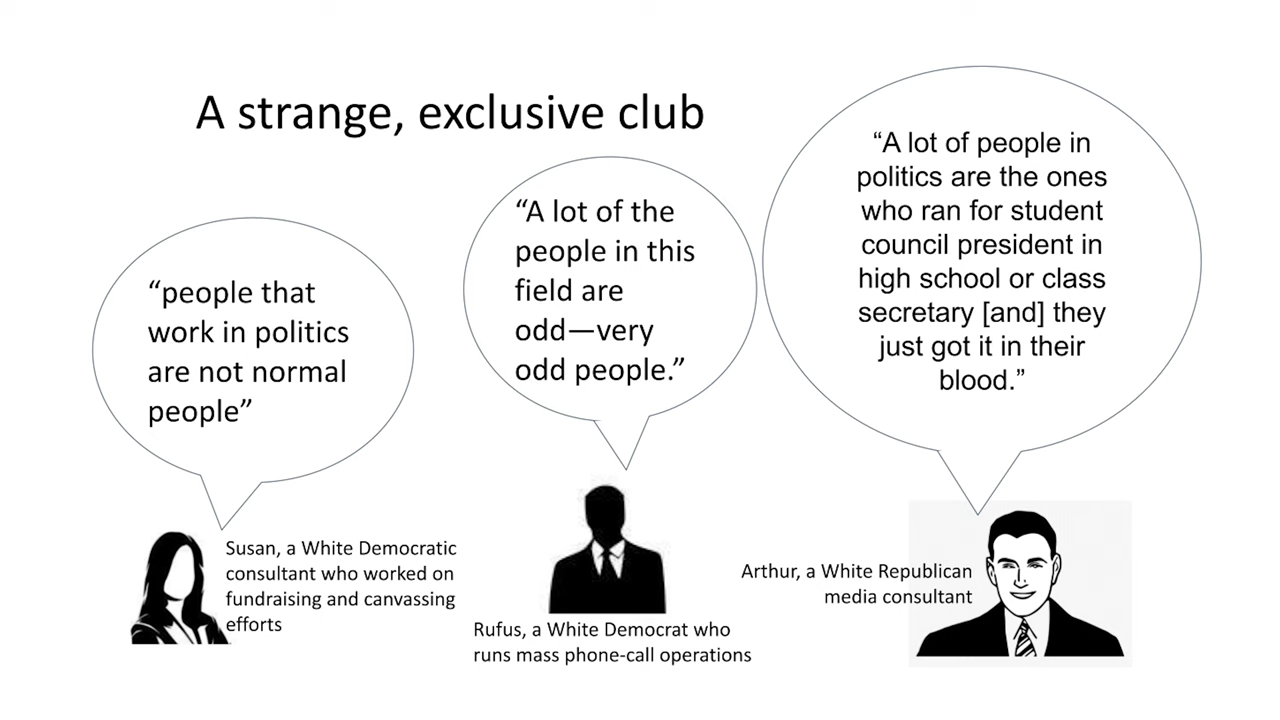 A strange, exclusive club
“people that
work in politics
are not normal
people”
Susan, a White Democratic
consultant who worked on
fundraising and canvassing
efforts
“A lot of the
people in this
field are
odd—very
odd people.”
Rufus, a White Democrat who
runs mass phone-call operations
“A lot of people in
politics are the ones
who ran for student
council president in
high school or class
secretary [and] they
just got it in their
blood.”
Arthur, a White Republican
media consultant